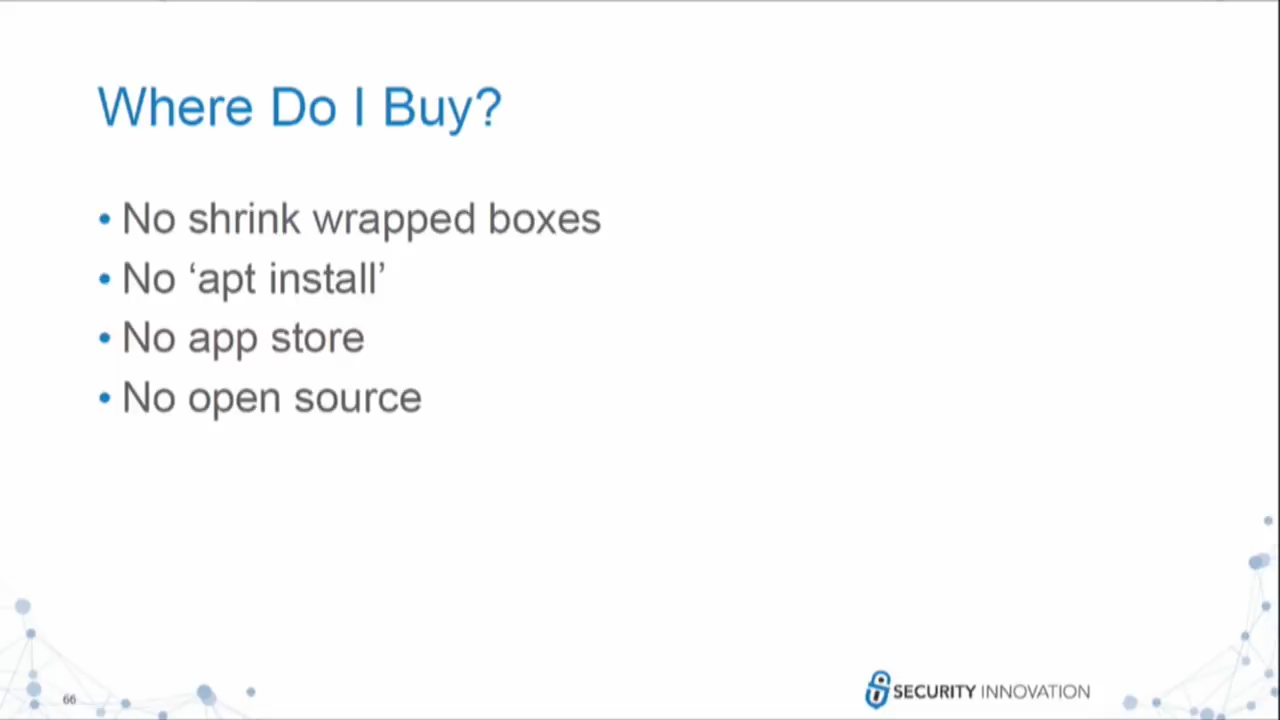 Where Do I Buy?
• No shrink wrapped boxes
• No ‘apt install’
• No app store
• No open source
66
SECURITY INNOVATION